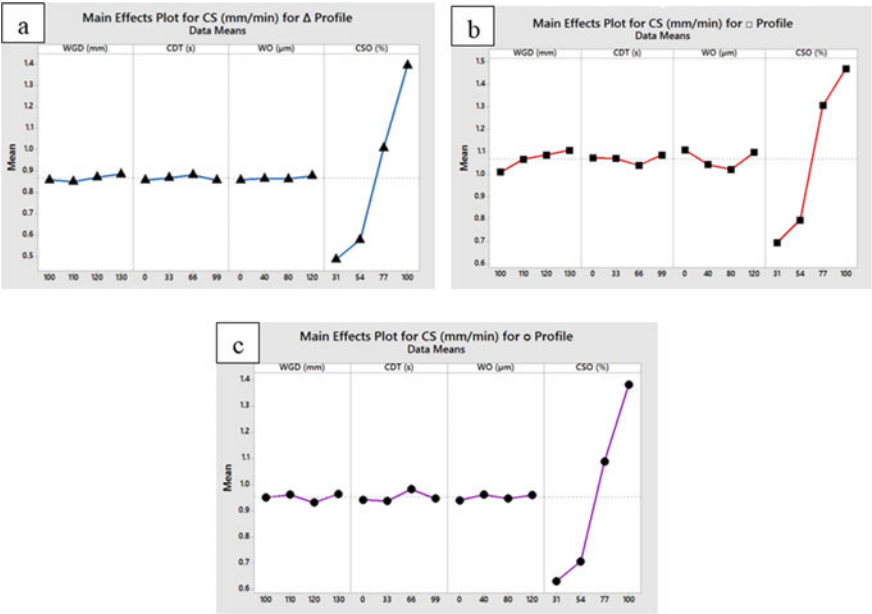 a
Main Effects Plot for CS (mm/min) for Δ Profile
Data Means
WGD (mm) CDT (s) WO (µm) CSO (%)
1.4
1.3
1.2
1.1
1.0
0.9
0.8
0.7
0.6
0.5
Mean
100 110 120 130 0 33 66 99 0 40 80 120 31 54 77 100
b
Main Effects Plot for CS (mm/min) for □ Profile
Data Means
WGD (mm) CDT (s) WO (µm) CSO (%)
1.5
1.4
1.3
1.2
1.1
1.0
0.9
0.8
0.7
0.6
Mean
100 110 120 130 0 33 66 99 0 40 80 120 31 54 77 100
c
Main Effects Plot for CS (mm/min) for o Profile
Data Means
WGD (mm) CDT (s) WO (µm) CSO (%)
1.4
1.3
1.2
1.1
1.0
0.9
0.8
0.7
0.6
Mean
100 110 120 130 0 33 66 99 0 40 80 120 31 54 77 100